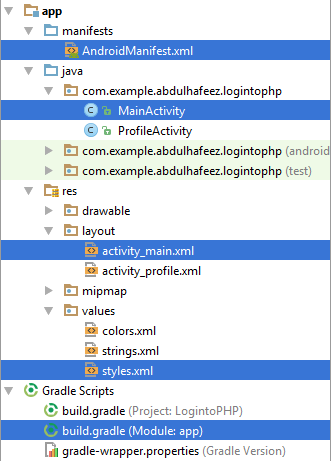 app
manifests
AndroidManifest.xml
java
com.example.abdulhafeez.logintophp
MainActivity
ProfileActivity
com.example.abdulhafeez.logintophp (android
com.example.abdulhafeez.logintophp (test)
res
drawable
layout
activity_main.xml
activity_profile.xml
mipmap
values
colors.xml
strings.xml
styles.xml
Gradle Scripts
build.gradle (Project: LogintoPHP)
build.gradle (Module: app)
gradle-wrapper.properties (Gradle Version)